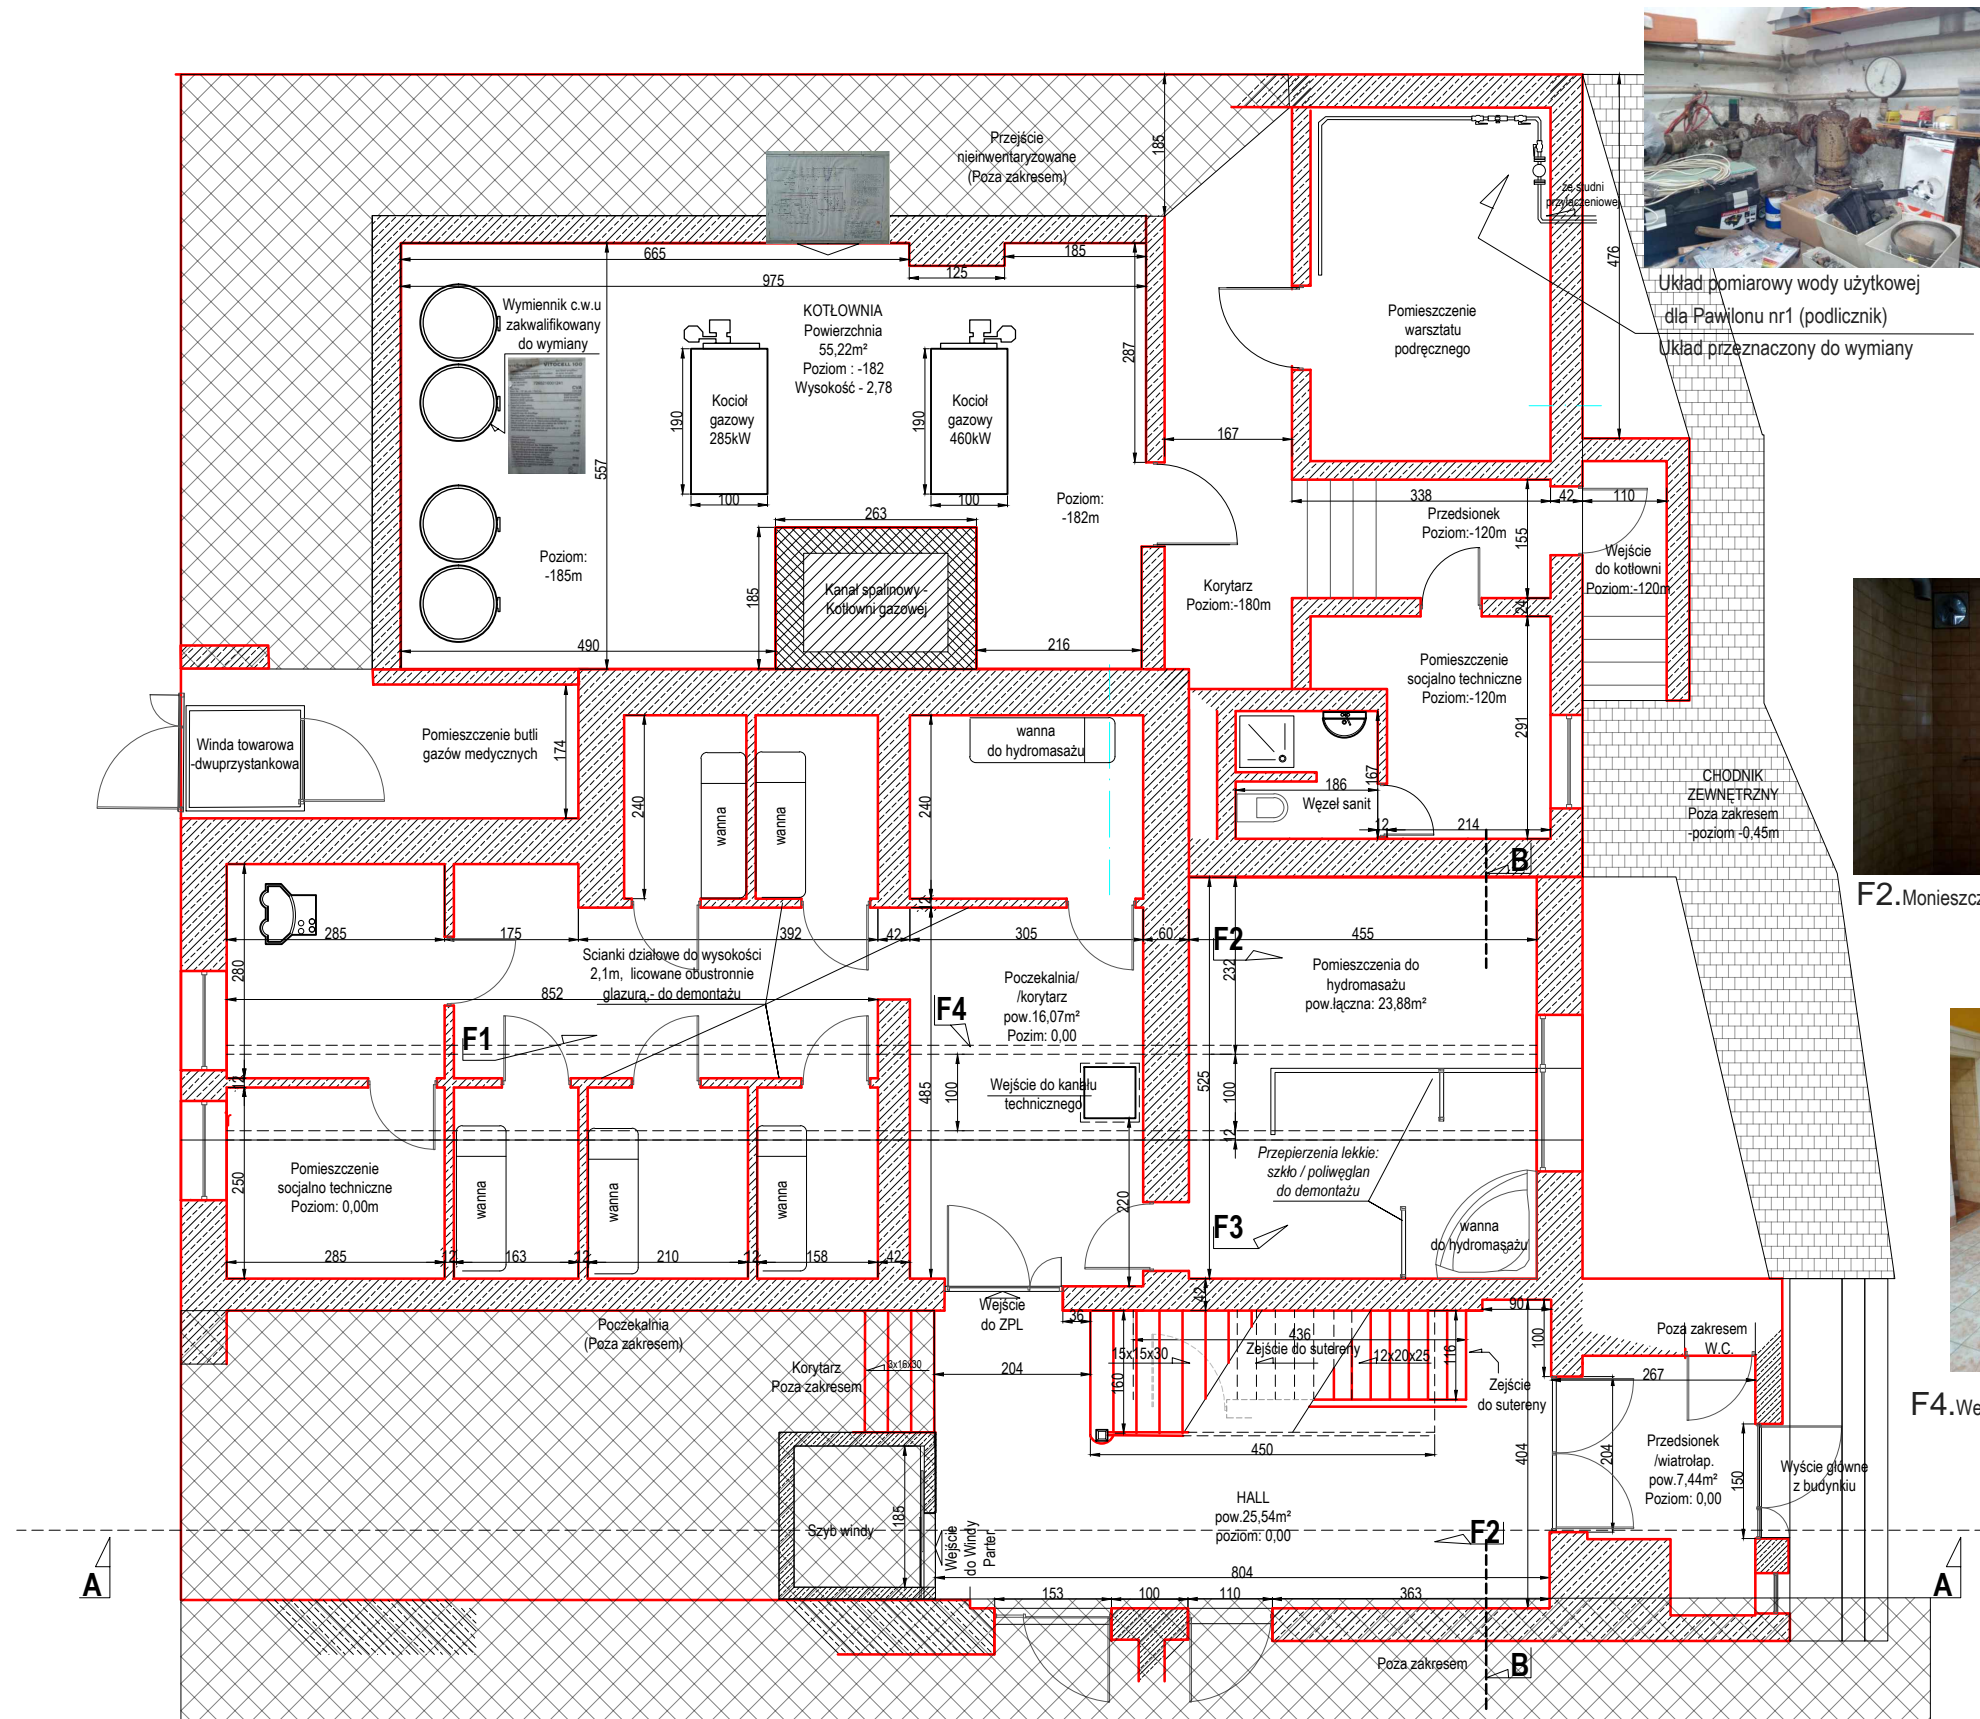 Przejście
nieinwentaryzowane
(Poza zakresem)
185
ze studni
przyłączeniowej
476
Układ pomiarowy wody użytkowej
dla Pawilonu nr1 (podlicznik)
Układ przeznaczony do wymiany
665
125
185
975
Wymiennik c.w.u
zakwalifikowany
do wymiany
VITOCELL 100
KOTŁOWNIA
Powierzchnia
55,22m²
Poziom : -182
Wysokość - 2,78
287
Pomieszczenie
warsztatu
podręcznego
190
Kocioł
gazowy
285kW
100
190
Kocioł
gazowy
460kW
100
557
167
Poziom:
-182m
338
42
110
Przedsionek
Poziom:-120m
155
Wejście
do kotłowni
Poziom:-120m
263
Poziom:
-185m
185
Kanał spalinowy -
Kotłowni gazowej
Korytarz
Poziom:-180m
24
490
216
Pomieszczenie
socjalno techniczne
Poziom:-120m
291
Winda towarowa
-dwuprzystankowa
Pomieszczenie butli
gazów medycznych
174
wanna
do hydromasażu
240
wanna
wanna
240
186
167
Węzeł sanit
12
214
CHODNIK
ZEWNĘTRZNY
Poza zakresem
-poziom -0,45m
B
F2.Monieszcz
12
285
175
392
42
305
60
455
280
Scianki działowe do wysokości
2,1m, licowane obustronnie
glazurą,- do demontażu
852
F4
F1
Poczekalnia/
/korytarz
pow.16,07m²
Pozim: 0,00
F2
232
Pomieszczenia do
hydromasażu
pow.łączna: 23,88m²
12
100
485
Wejście do kanału
technicznego
525
100
12
Pomieszczenie
socjalno techniczne
Poziom: 0,00m
250
wanna
wanna
wanna
Przepierzenia lekkie:
szkło / poliwęglan
do demontażu
220
F3
wanna
do hydromasażu
285
12
163
12
210
12
158
42
42
Wejście
do ZPL
36
90
Poczekalnia
(Poza zakresem)
Korytarz
Poza zakresem
3x16x30
204
436
15x15x30
Zejście do sutereny
12x20x25
116
160
100
Poza zakresem
W.C.
267
Zejście
do sutereny
450
404
204
Przedsionek
/wiatrołap.
pow.7,44m²
Poziom: 0,00
150
Wyście główne
z budynkiu
F4.We
HALL
pow.25,54m²
poziom: 0,00
Szyb windy
185
Wejście
do Windy
Parter
F2
804
A
A
153
100
110
363
Poza zakresem
B